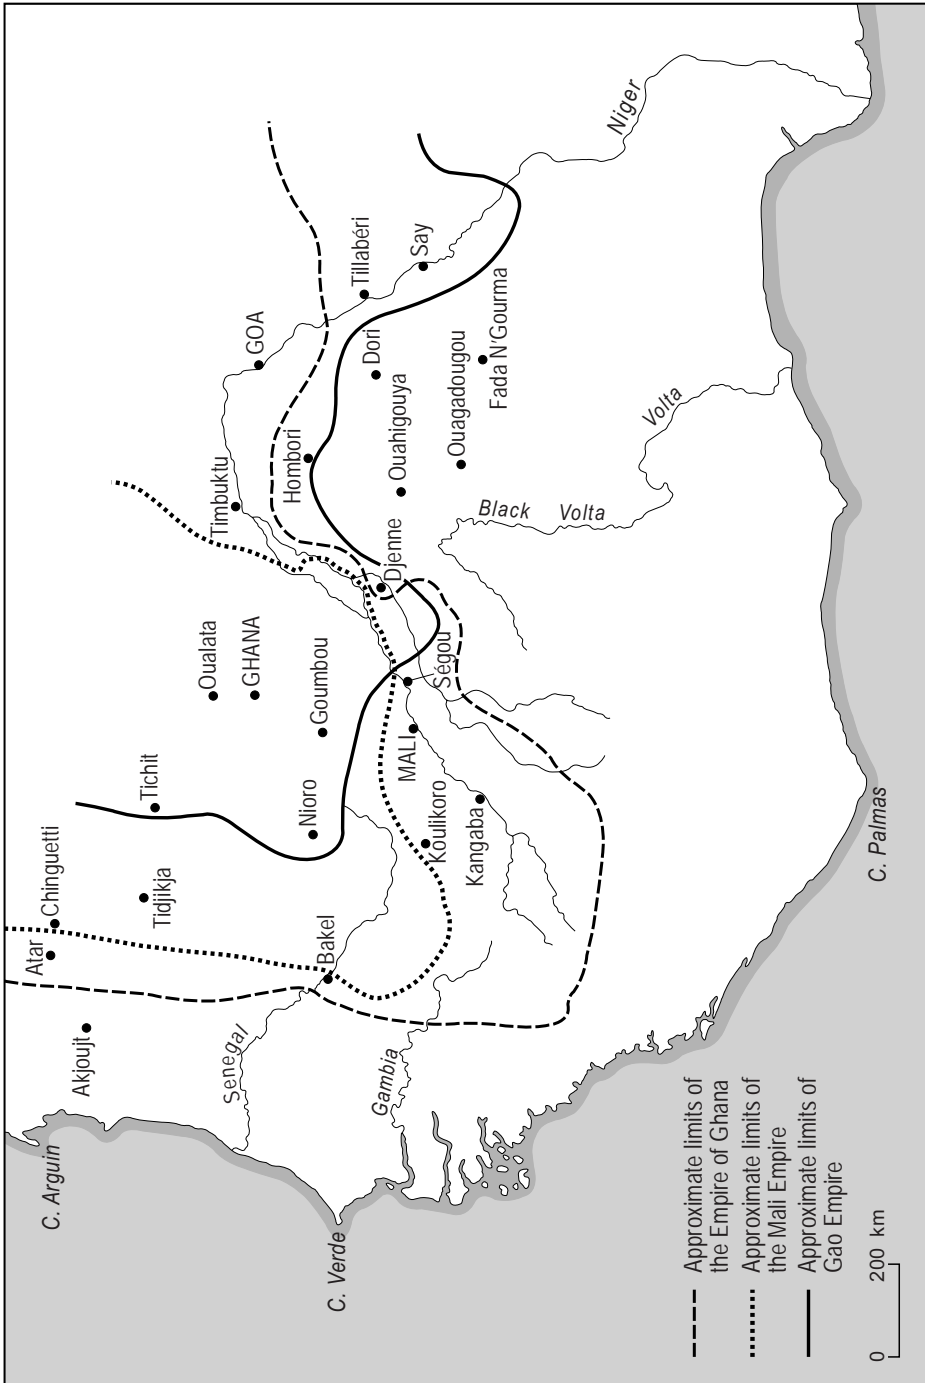 C. Arguin
Akjoujt
Atar
Chinguetti
Tidjikja
Tichit
Oualata
GHANA
Timbuktu
GOA
Senegal
C. Verde
Bakel
Nioro
Goumbou
Hombori
Tillabéri
Dori
Say
Gambia
Koulikoro
MALI
Ségou
Djenne
Ouahigouya
Kangaba
Ouagadougou
Fada N'Gourma
Black Volta
Volta
Niger
C. Palmas
Approximate limits of
the Empire of Ghana
Approximate limits of
the Mali Empire
Approximate limits of
Gao Empire
0 200 km